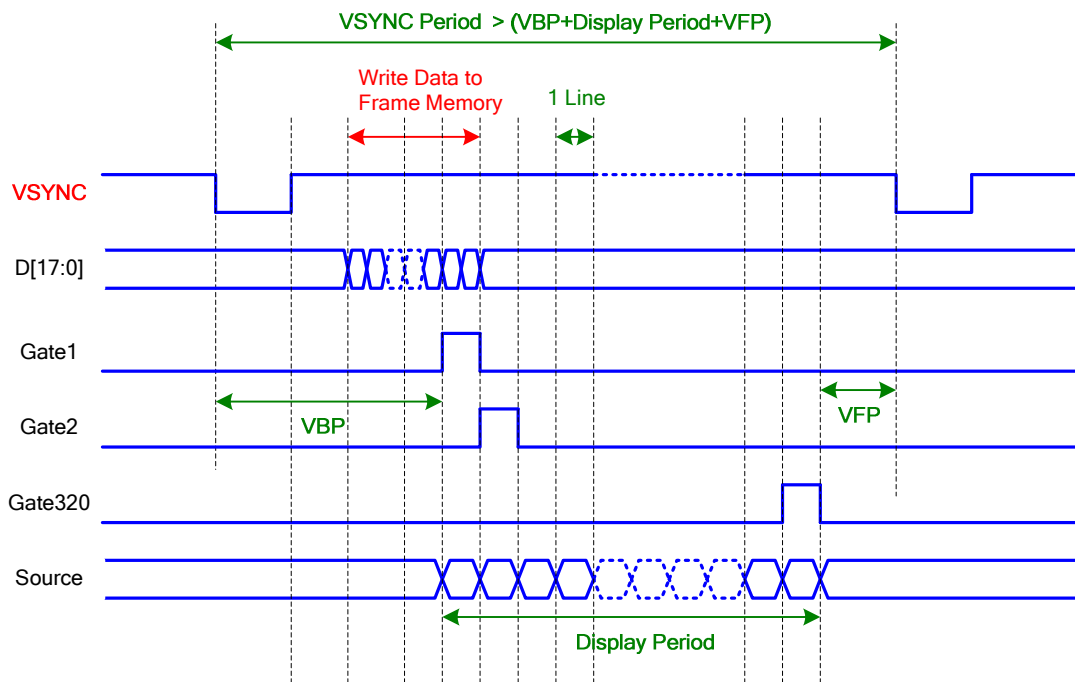 VSYNC Period > (VBP+Display Period+VFP)
Write Data to
Frame Memory
1 Line
VSYNC
D[17:0]
Gate1
VBP
VFP
Gate2
Gate320
Source
Display Period